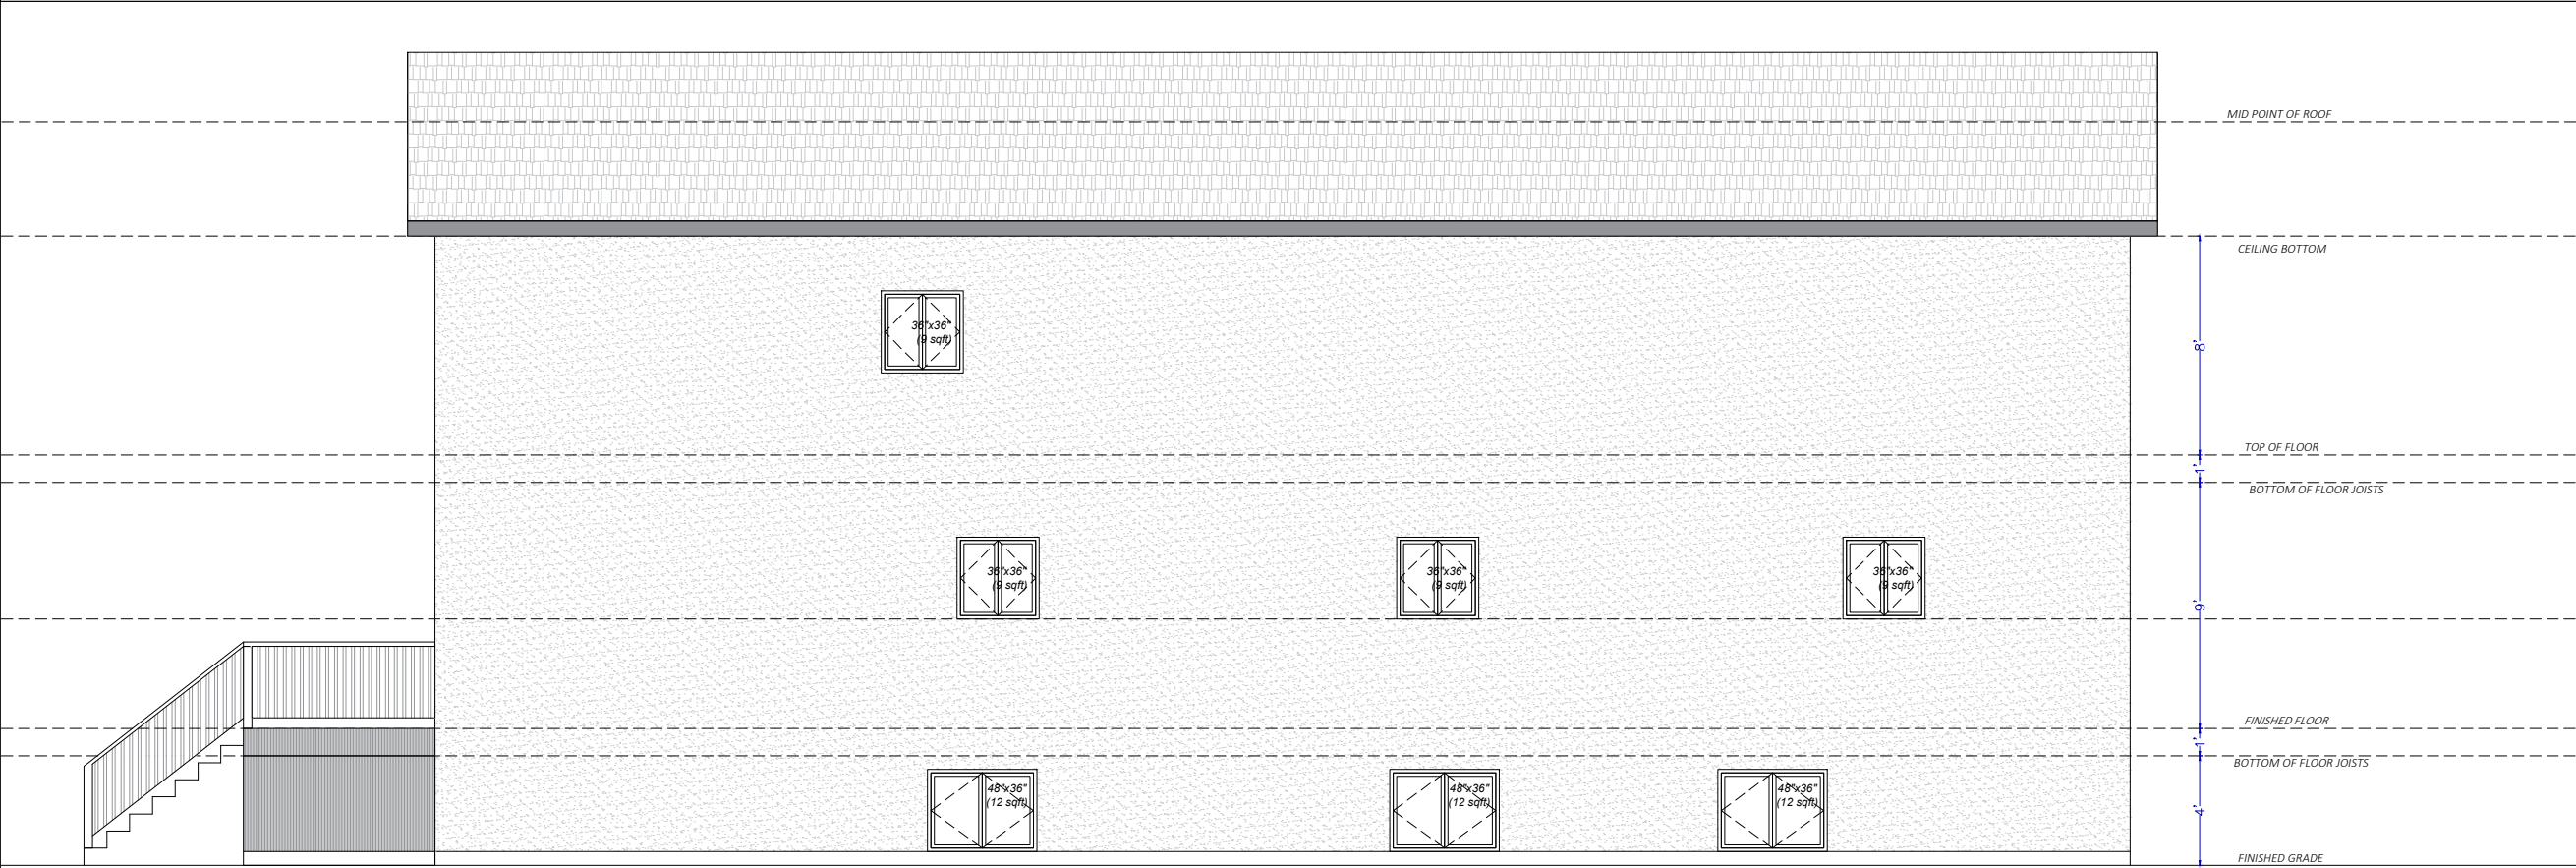 MID POINT OF ROOF
CEILING BOTTOM
36"x36"
(9 sqft)
8'
TOP OF FLOOR
1'
BOTTOM OF FLOOR JOISTS
36"x36"
(9 sqft)
36"x36"
(9 sqft)
36"x36"
(9 sqft)
9'
FINISHED FLOOR
1'
BOTTOM OF FLOOR JOISTS
48"x36"
(12 sqft)
48"x36"
(12 sqft)
48"x36"
(12 sqft)
4'
FINISHED GRADE